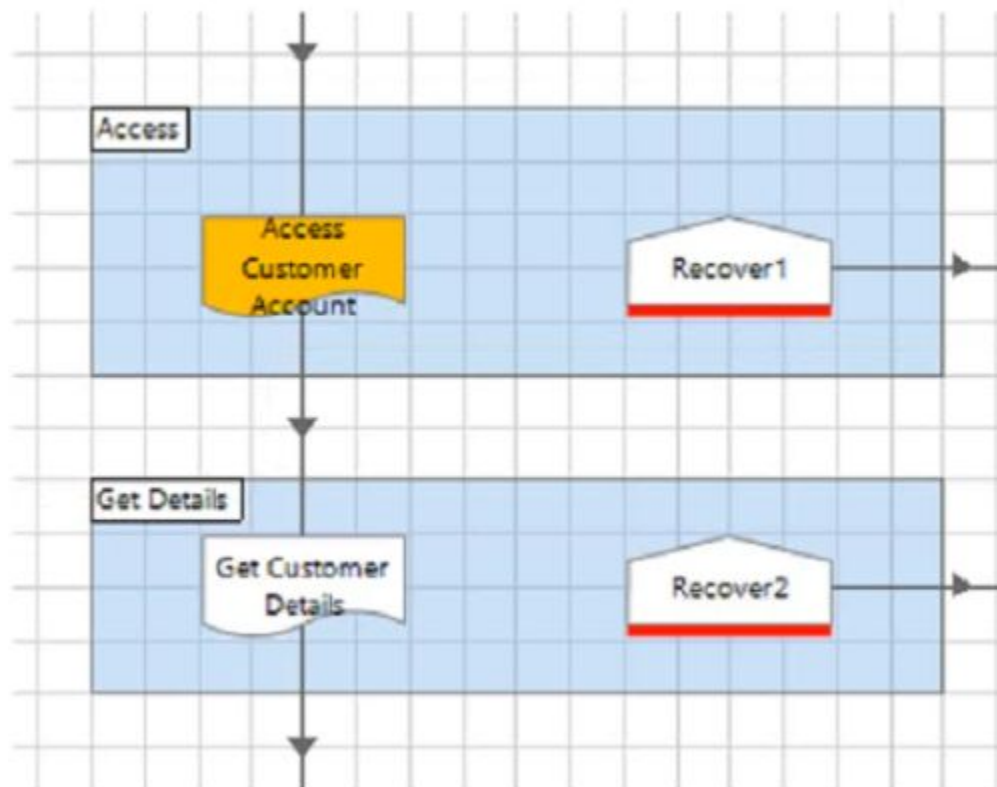 Access
Access
Customer
Account
Recover1
Get Details
Get Customer
Details
Recover2